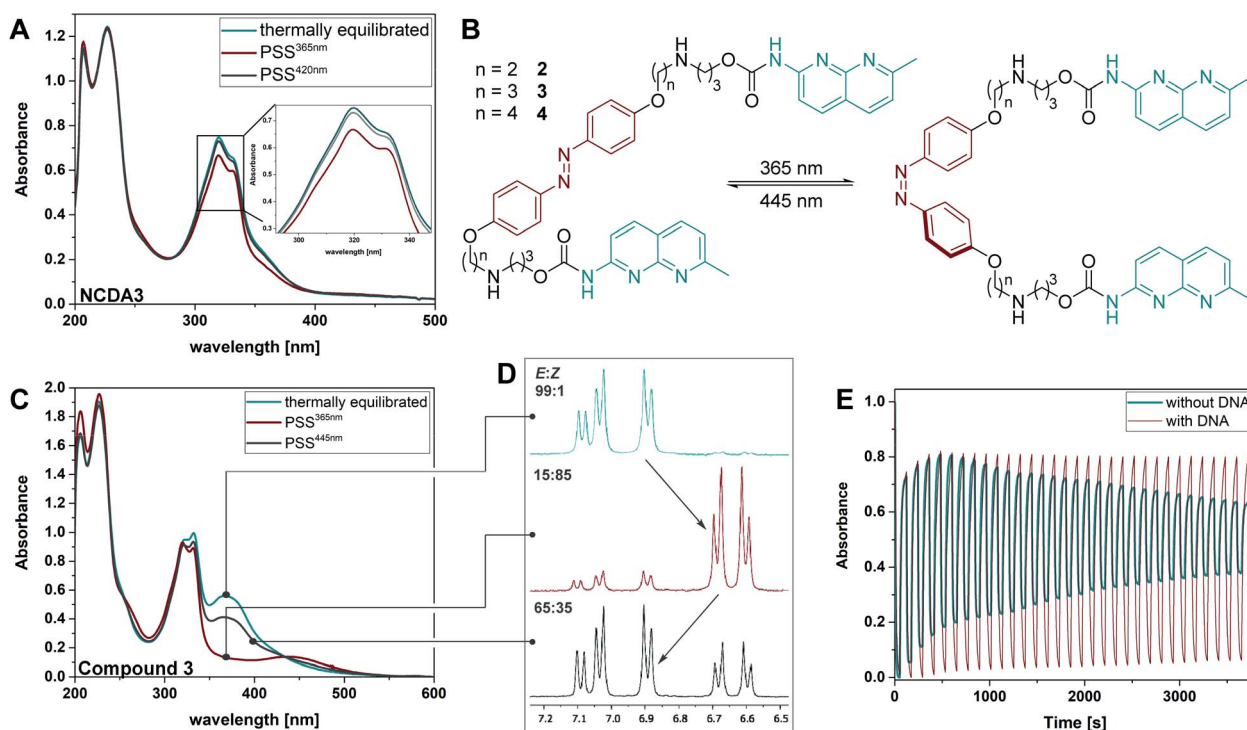 A
thermally equilibrated
PSS365nm
PSS420nm
1.2
1.0
0.8
0.6
0.4
0.2
0.0
Absorbance
0.7
0.6
0.5
0.4
0.3
Absorbance
300 320 340
wavelength [nm]
NCDA3
200 300 400 500
wavelength [nm]
B
n = 2 2
n = 3 3
n = 4 4
H
N
( )n
( )3
O
O
H
N
N
N
O
N
N
O
( )n
N
H
( )3
O
O
N
H
N
N
365 nm
445 nm
H
N
( )n
( )3
O
O
N
H
N
N
O
N
N
O
( )n
N
H
( )3
O
O
N
H
N
N
C
thermally equilibrated
PSS365nm
PSS445nm
2.0
1.8
1.6
1.4
1.2
1.0
0.8
0.6
0.4
0.2
0.0
Absorbance
Compound 3
200 300 400 500 600
wavelength [nm]
D
E:Z
99:1
15:85
65:35
7.2 7.1 7.0 6.9 6.8 6.7 6.6 6.5
E
without DNA
with DNA
1.0
0.8
0.6
0.4
0.2
0.0
Absorbance
0 1000 2000 3000
Time [s]